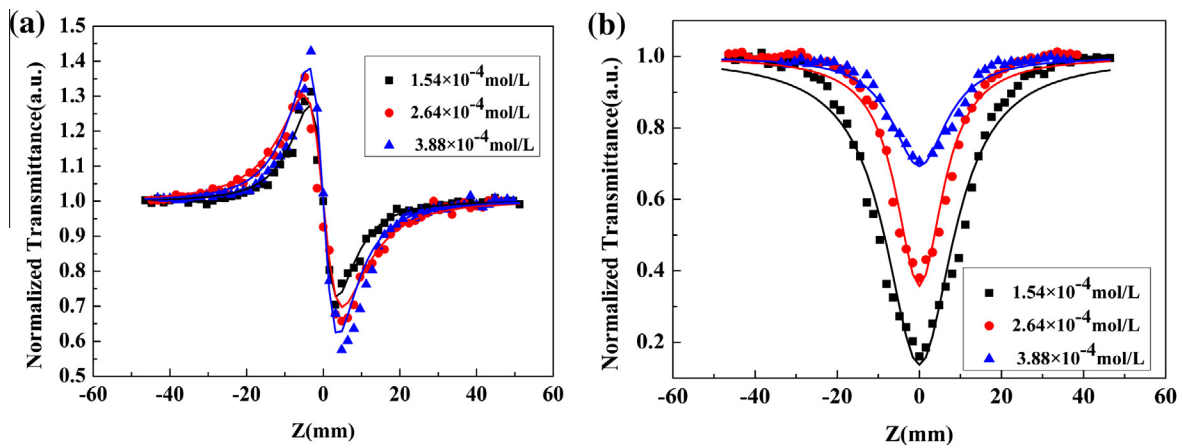 (a)
Normalized Transmittance(a.u.)
1.5
1.4
1.3
1.2
1.1
1.0
0.9
0.8
0.7
0.6
0.5
1.54×10⁻⁴mol/L
2.64×10⁻⁴mol/L
3.88×10⁻⁴mol/L
-60 -40 -20 0 20 40 60
Z(mm)
(b)
Normalized Transmittance(a.u.)
1.0
0.8
0.6
0.4
0.2
1.54×10⁻⁴mol/L
2.64×10⁻⁴mol/L
3.88×10⁻⁴mol/L
-60 -40 -20 0 20 40 60
Z(mm)